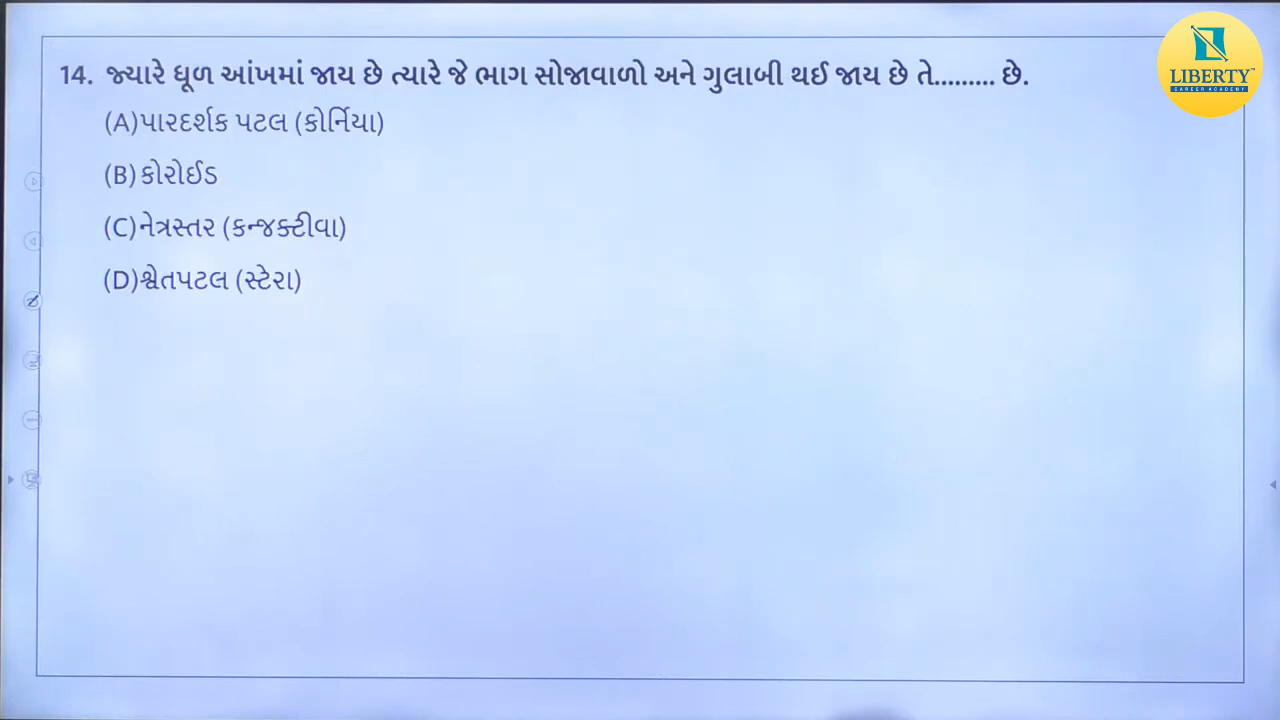 LIBERTY
CAREER ACADEMY
14. જ્યારે ધૂળ આંખમાં જાય છે ત્યારે જે ભાગ સોજાવાળો અને ગુલાબી થઈ જાય છે તે......... છે.
(A)પારદર્શક પટલ (કોર્નિયા)
(B) કોરોઈડ
(C)નેત્રસ્તર (કન્જક્ટીવા)
(D)શ્વેતપટલ (સ્ટેરા)